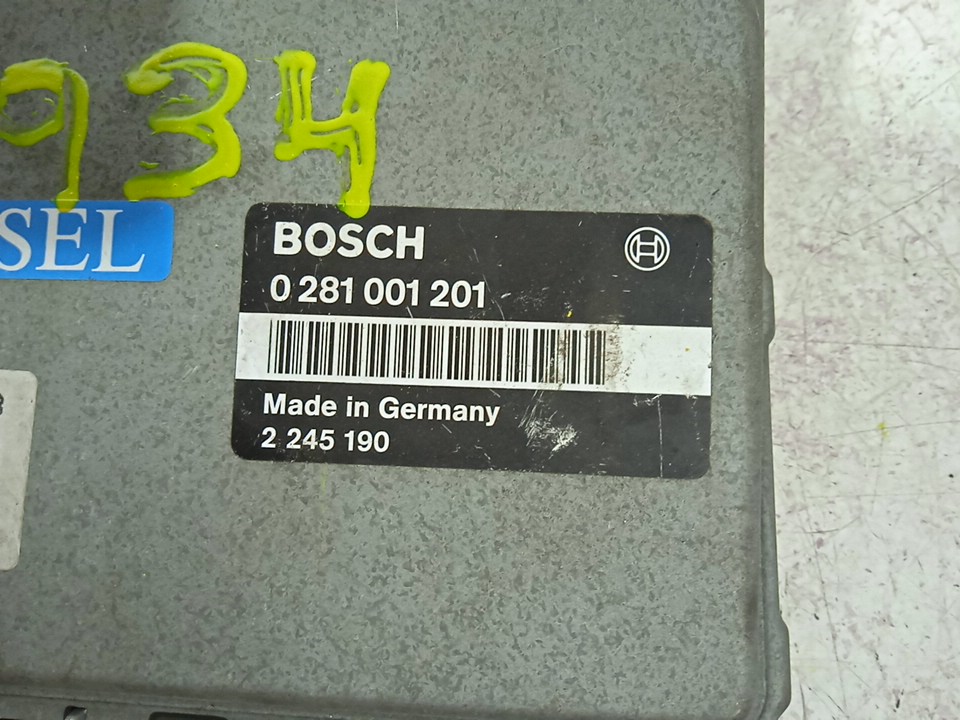 934
SEL
BOSCH
0 281 001 201
Made in Germany
2 245 190